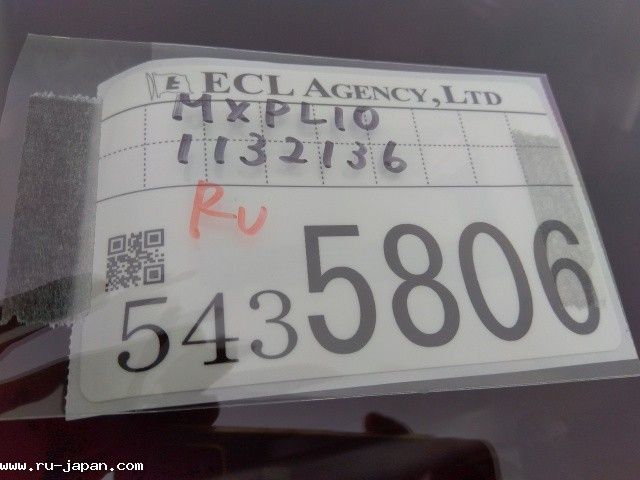 E ECL AGENCY, LTD
MXPL10
1132136
RU
5435806
www.ru-japan.com